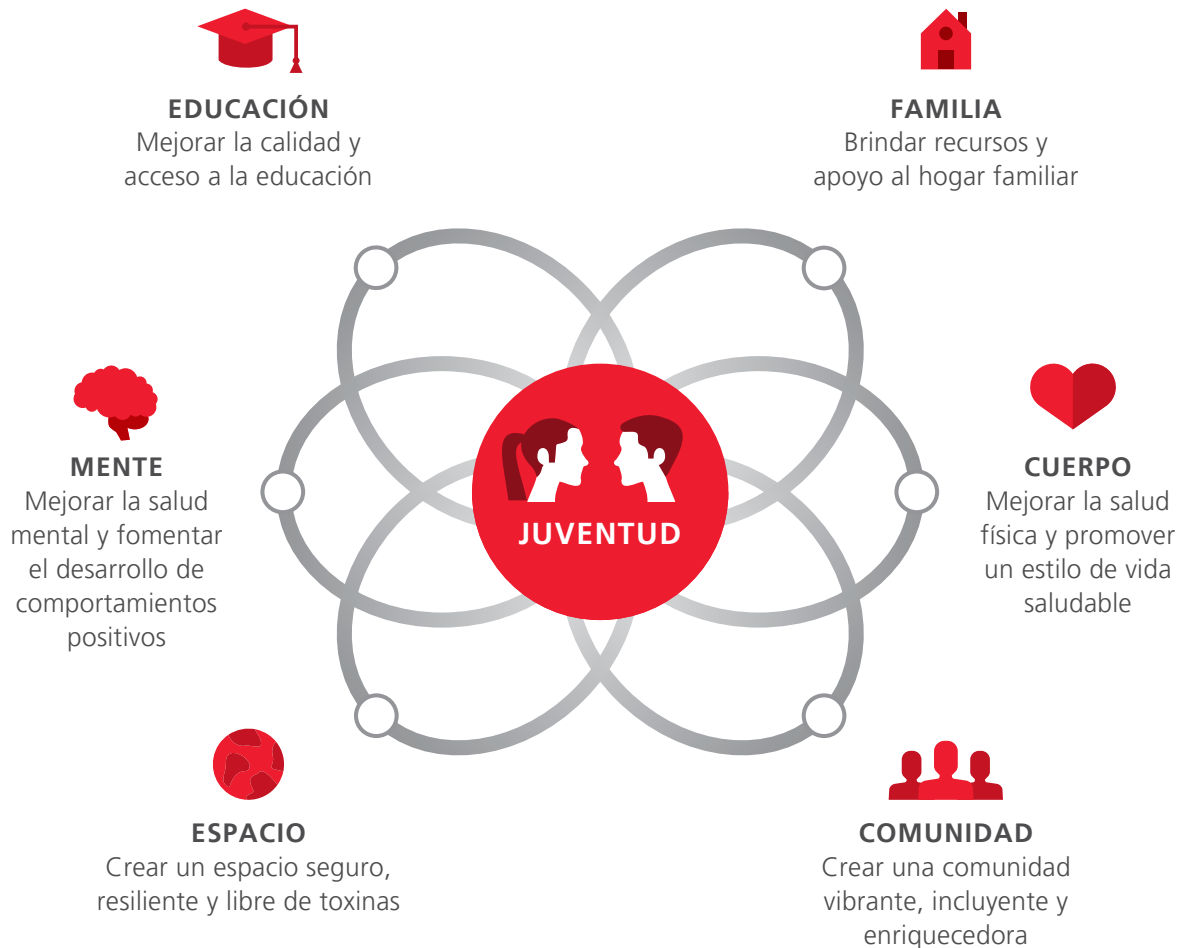 EDUCACIÓN
Mejorar la calidad y
acceso a la educación
FAMILIA
Brindar recursos y
apoyo al hogar familiar
MENTE
Mejorar la salud
mental y fomentar
el desarrollo de
comportamientos
positivos
JUVENTUD
CUERPO
Mejorar la salud
física y promover
un estilo de vida
saludable
ESPACIO
Crear un espacio seguro,
resiliente y libre de toxinas
COMUNIDAD
Crear una comunidad
vibrante, incluyente y
enriquecedora